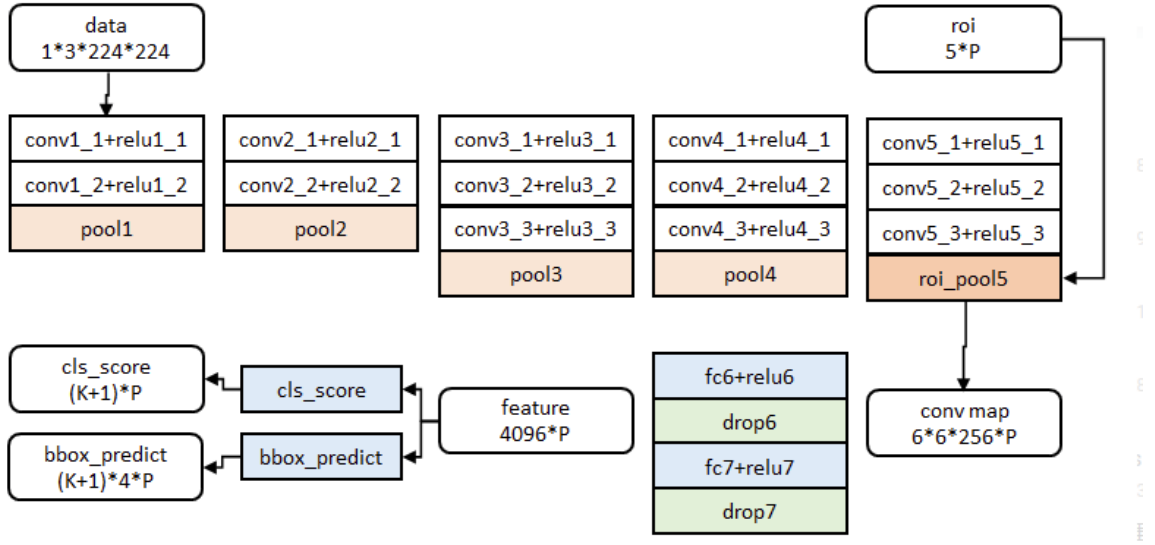 data
1*3*224*224
roi
5*P
conv1_1+relu1_1
conv1_2+relu1_2
pool1
conv2_1+relu2_1
conv2_2+relu2_2
pool2
conv3_1+relu3_1
conv3_2+relu3_2
conv3_3+relu3_3
pool3
conv4_1+relu4_1
conv4_2+relu4_2
conv4_3+relu4_3
pool4
conv5_1+relu5_1
conv5_2+relu5_2
conv5_3+relu5_3
roi_pool5
cls_score
(K+1)*P
bbox_predict
(K+1)*4*P
cls_score
bbox_predict
feature
4096*P
fc6+relu6
drop6
fc7+relu7
drop7
conv map
6*6*256*P